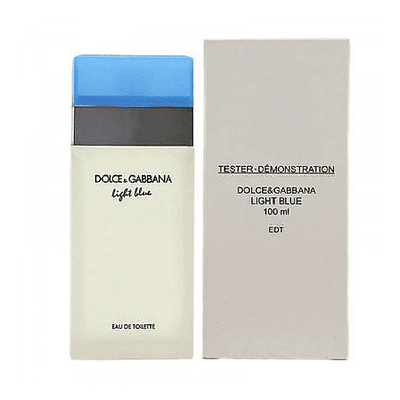 DOLCE&GABBANA
light blue
EAU DE TOILETTE
TESTER-DÉMONSTRATION
DOLCE&GABBANA
LIGHT BLUE
100 ml
EDT